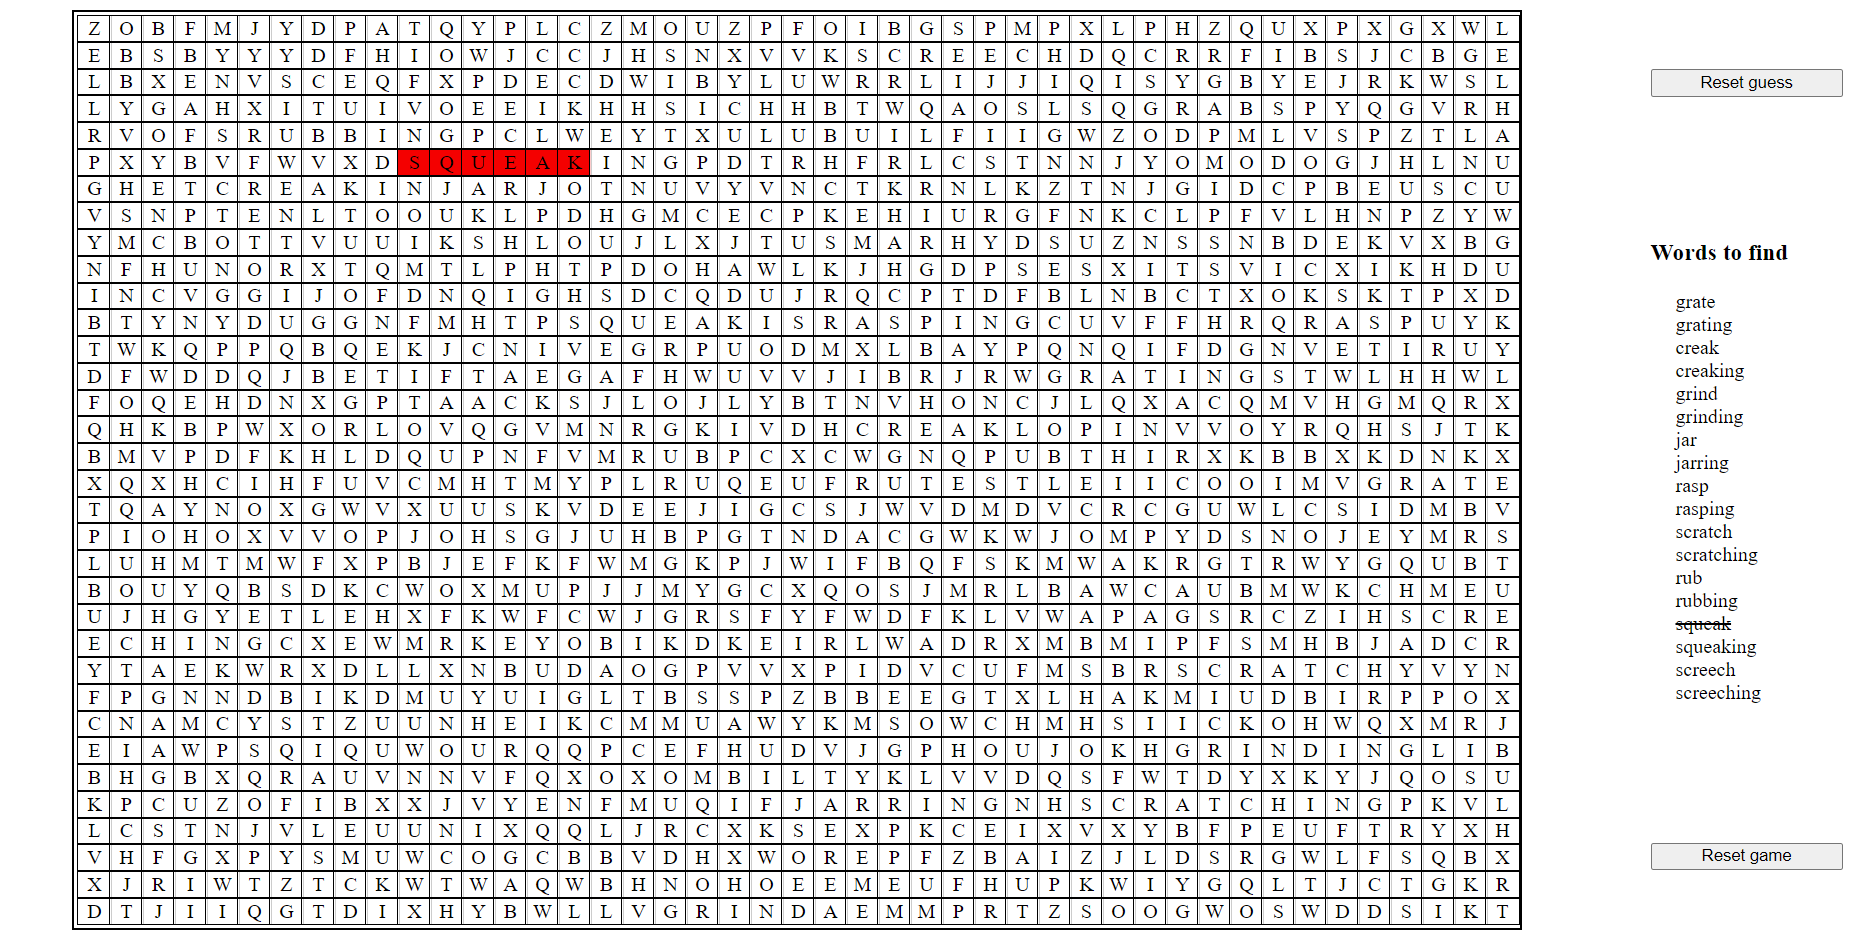 Z O B F M J Y D P A T Q Y P L C Z M O U Z P F O I B G S P M P X L P H Z Q U X P X G X W L
E B S B Y Y Y D F H I O W J C C J H S N X V V K S C R E E C H D Q C R R F I B S J C B G E
L B X E N V S C E Q F X P D E C D W I B Y L U W R R L I J J I Q I S Y G B Y E J R K W S L
L Y G A H X I T U I V O E E I K H H S I C H H B T W Q A O S L S Q G R A B S P Y Q G V R H
R V O F S R U B B I N G P C L W E Y T X U L U B U I L F I I G W Z O D P M L V S P Z T L A
P X Y B V F W V X D S Q U E A K I N G P D T R H F R L C S T N N J Y O M O D O G J H L N U
G H E T C R E A K I N J A R J O T N U V Y V N C T K R N L K Z T N J G I D C P B E U S C U
V S N P T E N L T O O U K L P D H G M C E C P K E H I U R G F N K C L P F V L H N P Z Y W
Y M C B O T T V U U I K S H L O U J L X J T U S M A R H Y D S U Z N S S N B D E K V X B G
N F H U N O R X T Q M T L P H T P D O H A W L K J H G D P S E S X I T S V I C X I K H D U
I N C V G G I J O F D N Q I G H S D C Q D U J R Q C P T D F B L N B C T X O K S K T P X D
B T Y N Y D U G G N F M H T P S Q U E A K I S R A S P I N G C U V F F H R Q R A S P U Y K
T W K Q P P Q B Q E K J C N I V E G R P U O D M X L B A Y P Q N Q I F D G N V E T I R U Y
D F W D D Q J B E T I F T A E G A F H W U V V J I B R J R W G R A T I N G S T W L H H W L
F O Q E H D N X G P T A A C K S J L O J L Y B T N V H O N C J L Q X A C Q M V H G M Q R X
Q H K B P W X O R L O V Q G V M N R G K I V D H C R E A K L O P I N V V O Y R Q H S J T K
B M V P D F K H L D Q U P N F V M R U B P C X C W G N Q P U B T H I R X K B B X K D N K X
X Q X H C I H F U V C M H T M Y P L R U Q E U F R U T E S T L E I I C O O I M V G R A T E
T Q A Y N O X G W V X U U S K V D E E J I G C S J W V D M D V C R C G U W L C S I D M B V
P I O H O X V V O P J O H S G J U H B P G T N D A C G W K W J O M P Y D S N O J E Y M R S
L U H M T M W F X P B J E F K F W M G K P J W I F B Q F S K M W A K R G T R W Y G Q U B T
B O U Y Q B S D K C W O X M U P J J M Y G C X Q O S J M R L B A W C A U B M W K C H M E U
U J H G Y E T L E H X F K W F C W J G R S F Y F W D F K L V W A P A G S R C Z I H S C R E
E C H I N G C X E W M R K E Y O B I K D K E I R L W A D R X M B M I P F S M H B J A D C R
Y T A E K W R X D L L X N B U D A O G P V V X P I D V C U F M S B R S C R A T C H Y V Y N
F P G N N D B I K D M U Y U I G L T B S S P Z B B E E G T X L H A K M I U D B I R P P O X
C N A M C Y S T Z U U N H E I K C M M U A W Y K M S O W C H M H S I I C K O H W Q X M R J
E I A W P S Q I Q U W O U R Q Q P C E F H U D V J G P H O U J O K H G R I N D I N G L I B
B H G B X Q R A U V N N V F Q X O X O M B I L T Y K L V V D Q S F W T D Y X K Y J Q O S U
K P C U Z O F I B X X J V Y E N F M U Q I F J A R R I N G N H S C R A T C H I N G P K V L
L C S T N J V L E U U N I X Q Q L J R C X K S E X P K C E I X V X Y B F P E U F T R Y X H
V H F G X P Y S M U W C O G C B B V D H X W O R E P F Z B A I Z J L D S R G W L F S Q B X
X J R I W T Z T C K W T W A Q W B H N O H O E E M E U F H U P K W I Y G Q L T J C T G K R
D T J I I Q G T D I X H Y B W L L V G R I N D A E M M P R T Z S O O G W O S W D D S I K T
Reset guess
Words to find
grate
grating
creak
creaking
grind
grinding
jar
jarring
rasp
rasping
scratch
scratching
rub
rubbing
squeak
squeaking
screech
screeching
Reset game